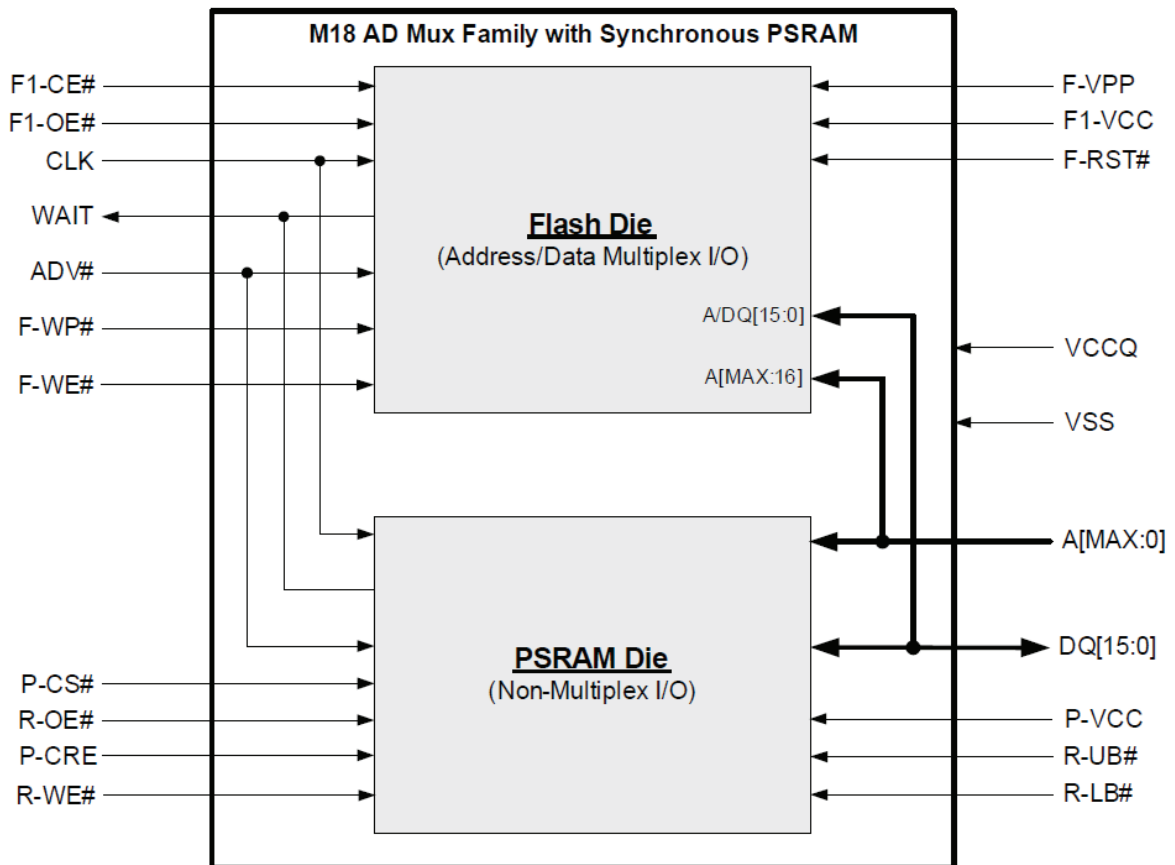 M18 AD Mux Family with Synchronous PSRAM
F1-CE#
F1-OE#
CLK
WAIT
ADV#
F-WP#
F-WE#
F-VPP
F1-VCC
F-RST#
Flash Die
(Address/Data Multiplex I/O)
A/DQ[15:0]
A[MAX:16]
VCCQ
VSS
A[MAX:0]
DQ[15:0]
PSRAM Die
(Non-Multiplex I/O)
P-CS#
R-OE#
P-CRE
R-WE#
P-VCC
R-UB#
R-LB#